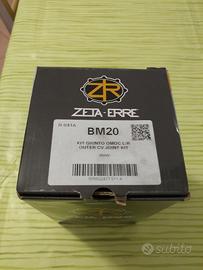 ZR
ZETA-ERRE
BM20
KIT GIUNTO OMOC L/R
OUTER CV JOINT KIT
subito